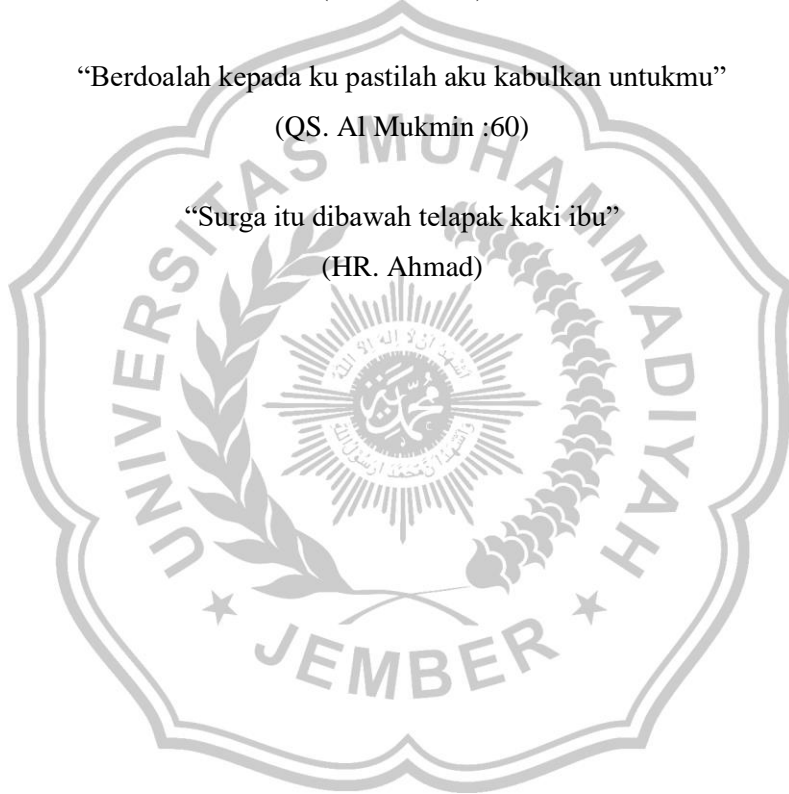 “Berdoalah kepada ku pastilah aku kabulkan untukmu”
(QS. Al Mukmin :60)
“Surga itu dibawah telapak kaki ibu”
(HR. Ahmad)
UNIVERSITAS MUHAMMADIYAH
JEMBER
محمد